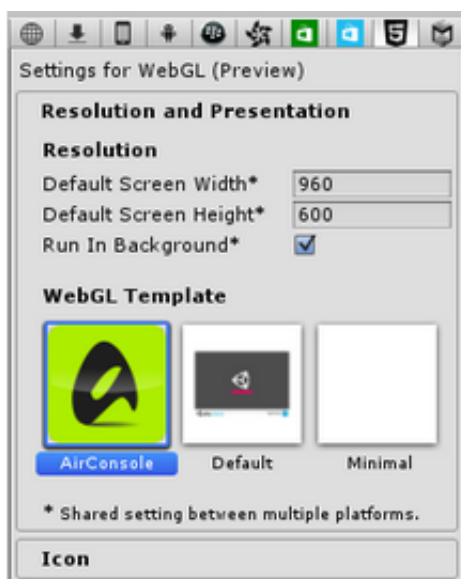 Settings for WebGL (Preview)
Resolution and Presentation
Resolution
Default Screen Width* 960
Default Screen Height* 600
Run In Background*
WebGL Template
AirConsole Default Minimal
* Shared setting between multiple platforms.
Icon